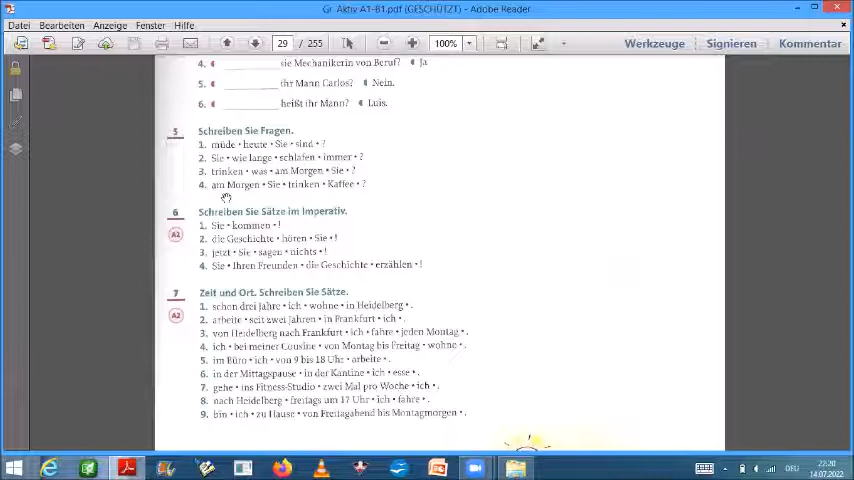 Gr_Aktiv A1-B1.pdf (GESCHÜTZT) - Adobe Reader
Datei Bearbeiten Anzeige Fenster Hilfe
29 / 255 100% Werkzeuge Signieren Kommentar
4. sie Mechanikerin von Beruf? Ja
5. ihr Mann Carlos? Nein.
6. heißt ihr Mann? Luis.
5 Schreiben Sie Fragen.
1. müde • heute • Sie • sind • ?
2. Sie • wie lange • schlafen • immer • ?
3. trinken • was • am Morgen • Sie • ?
4. am Morgen • Sie • trinken • Kaffee • ?
6 Schreiben Sie Sätze im Imperativ.
A2
1. Sie • kommen • !
2. die Geschichte • hören • Sie • !
3. jetzt • Sie • sagen • nichts • !
4. Sie • Ihren Freunden • die Geschichte • erzählen • !
7 Zeit und Ort. Schreiben Sie Sätze.
A2
1. schon drei Jahre • ich • wohne • in Heidelberg • .
2. arbeite • seit zwei Jahren • in Frankfurt • ich • .
3. von Heidelberg nach Frankfurt • ich • fahre • jeden Montag • .
4. ich • bei meiner Cousine • von Montag bis Freitag • wohne • .
5. im Büro • ich • von 9 bis 18 Uhr • arbeite • .
6. in der Mittagspause • in der Kantine • ich • esse • .
7. gehe • ins Fitness-Studio • zwei Mal pro Woche • ich • .
8. nach Heidelberg • freitags um 17 Uhr • ich • fahre • .
9. bin • ich • zu Hause • von Freitagabend bis Montagmorgen • .
DEU
22:20
14.07.2022